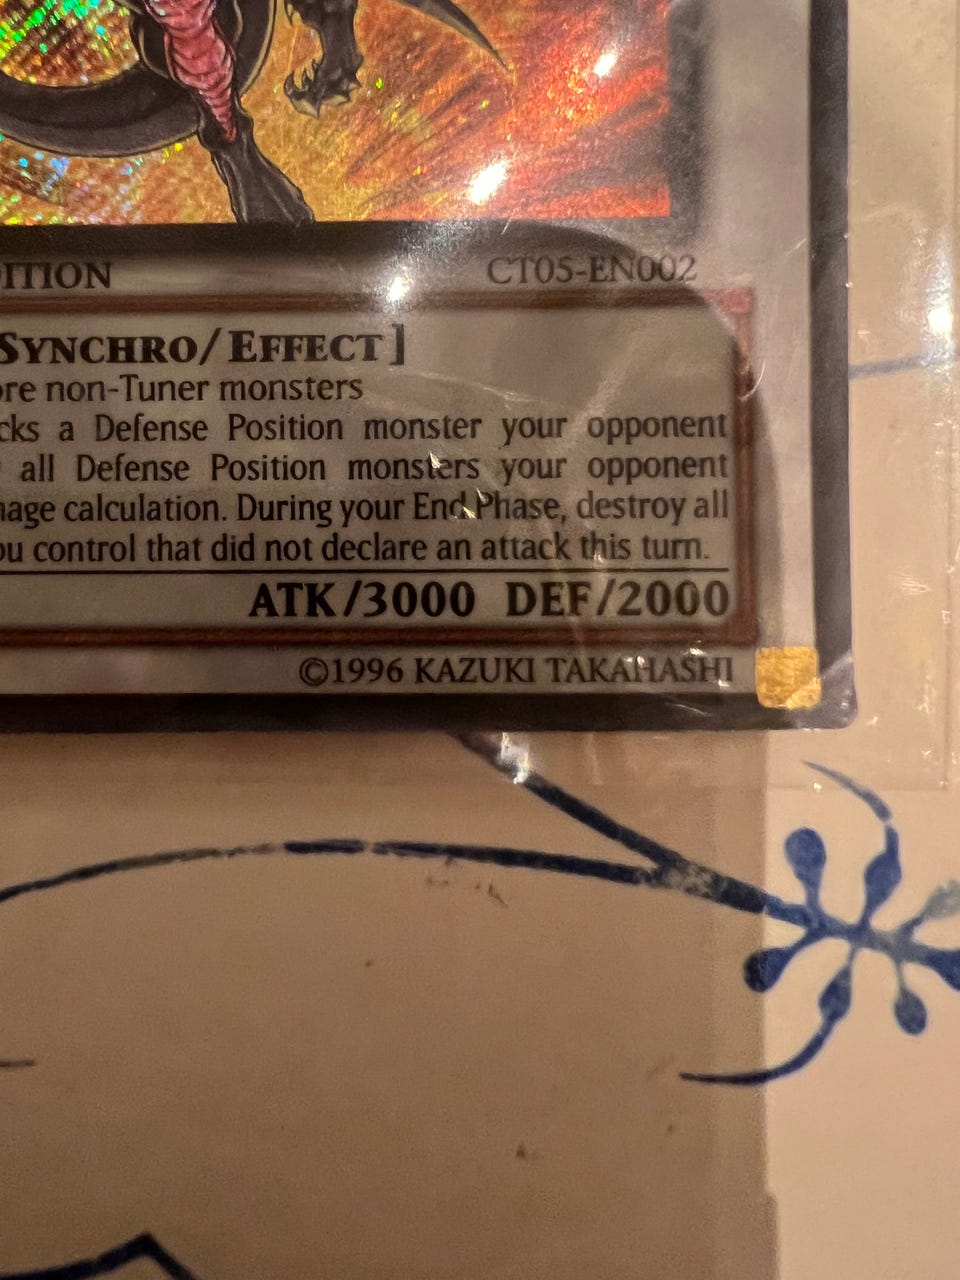 DITION CT05-EN002
SYNCHRO/EFFECT]
ore non-Tuner monsters
cks a Defense Position monster your opponent
all Defense Position monsters your opponent
mage calculation. During your End Phase, destroy all
ou control that did not declare an attack this turn.
ATK/3000 DEF/2000
©1996 KAZUKI TAKAHASHI